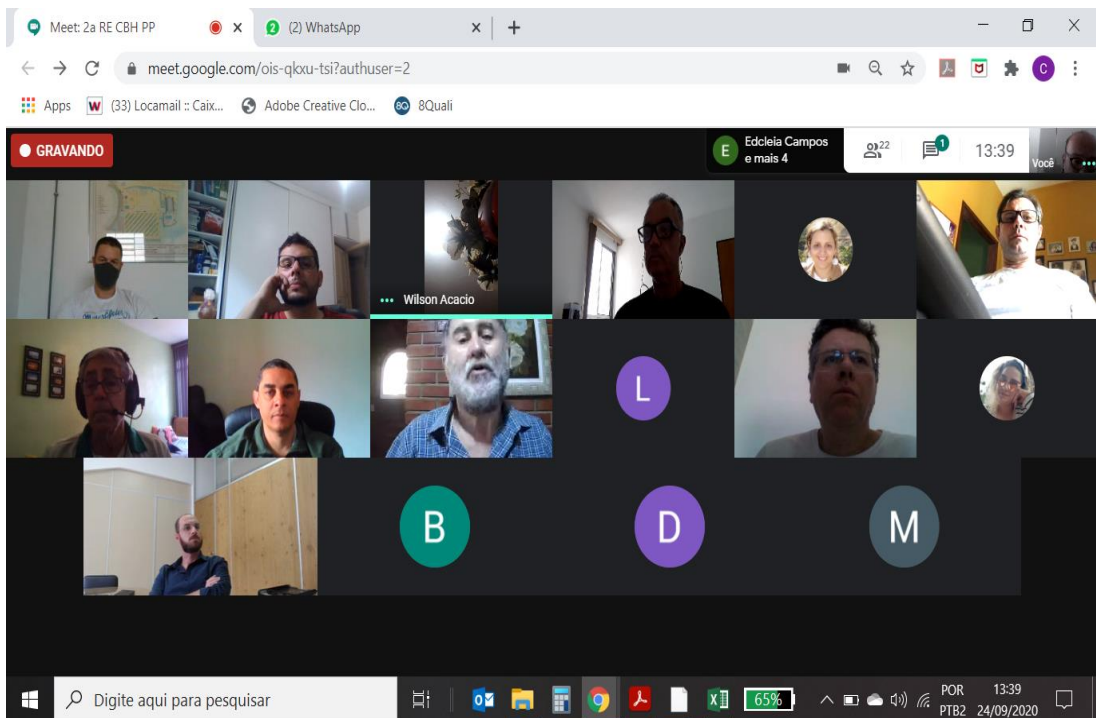 Meet: 2a RE CBH PP
(2) WhatsApp
meet.google.com/ois-qkxu-tsi?authuser=2
C
Apps
(33) Locamail :: Caix...
Adobe Creative Clo...
8Q
8Quali
GRAVANDO
E
Edcleia Campos
e mais 4
22
1
13:39
Você
Wilson Acacio
L
B
D
M
Digite aqui para pesquisar
65%
POR
PTB2
13:39
24/09/2020